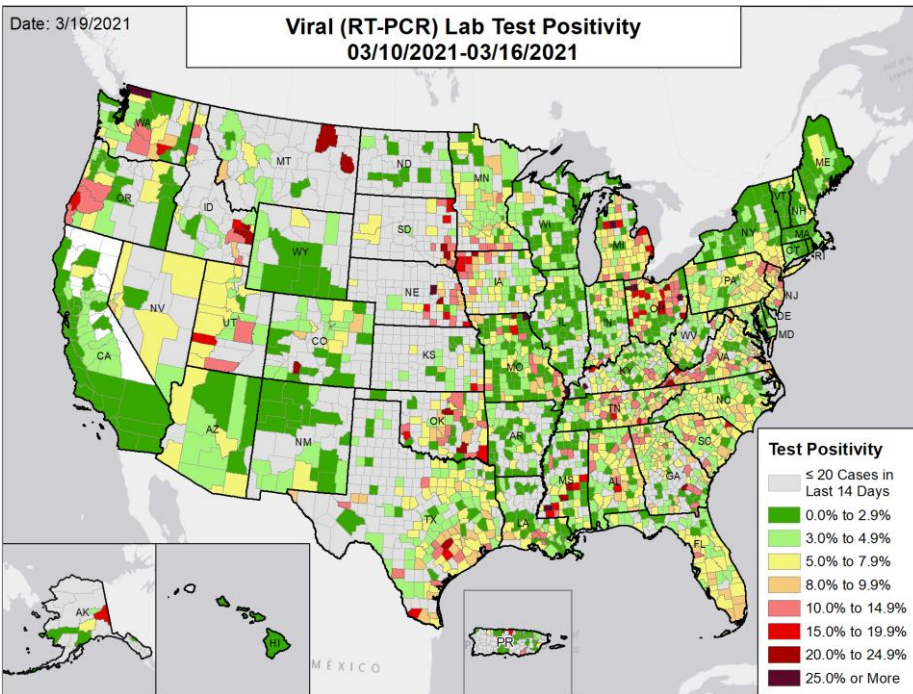 Date: 3/19/2021
Viral (RT-PCR) Lab Test Positivity
03/10/2021-03/16/2021
WA
MT
ND
MN
ME
OR
ID
SD
WI
MI
VT
NH
NY
MA
CT
RI
WY
IA
PA
NJ
NE
NV
UT
CO
IL
IN
OH
DE
MD
WV
CA
KS
MO
KY
VA
AZ
NM
OK
AR
TN
NC
SC
MS
AL
GA
TX
LA
FL
AK
HI
PR
MÉXICO
Test Positivity
≤ 20 Cases in
Last 14 Days
0.0% to 2.9%
3.0% to 4.9%
5.0% to 7.9%
8.0% to 9.9%
10.0% to 14.9%
15.0% to 19.9%
20.0% to 24.9%
25.0% or More